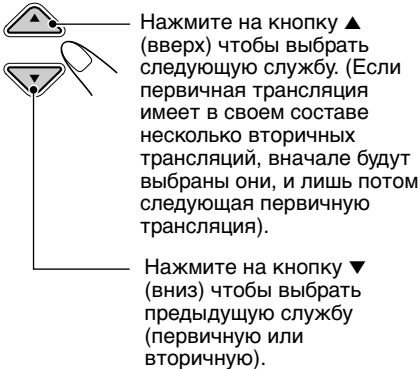 Нажмите на кнопку ▲
(вверх) чтобы выбрать
следующую службу. (Если
первичная трансляция
имеет в своем составе
несколько вторичных
трансляций, вначале будут
выбраны они, и лишь потом
следующая первичную
трансляция).
Нажмите на кнопку ▼
(вниз) чтобы выбрать
предыдущую службу
(первичную или
вторичную).